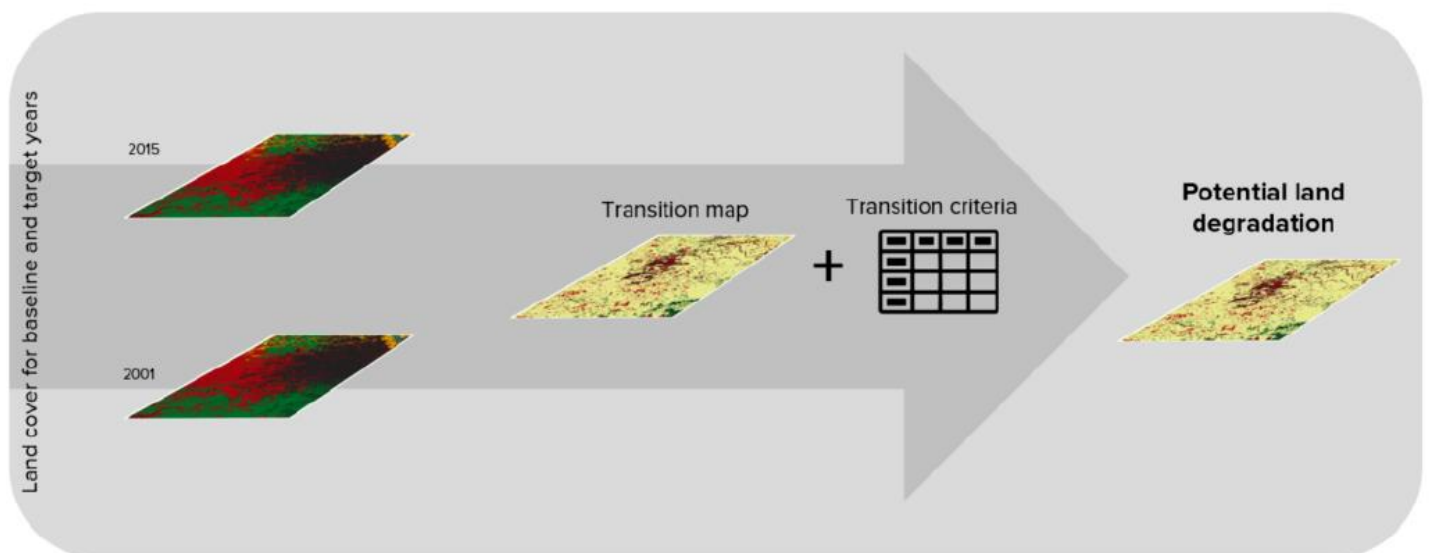 Land cover for baseline and target years
2015
2001
Transition map
Transition criteria
Potential land
degradation